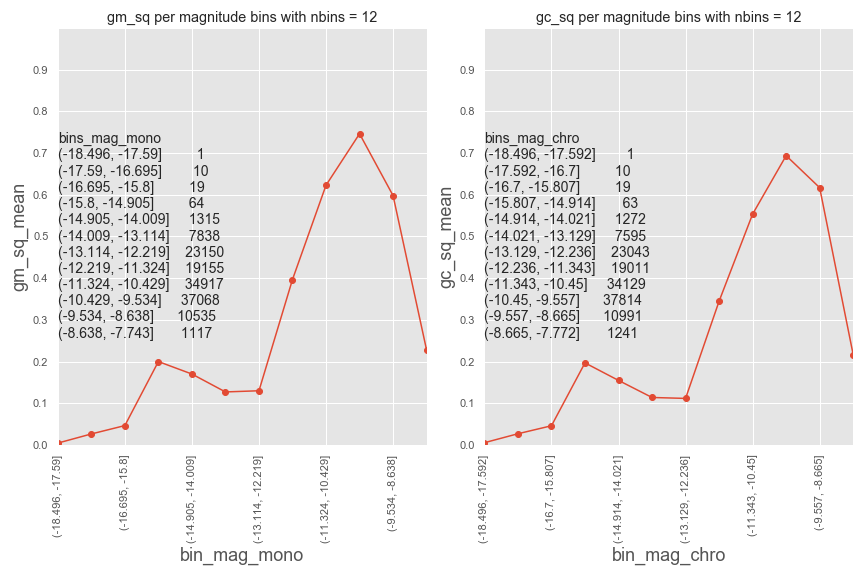 gm_sq per magnitude bins with nbins = 12
gm_sq_mean
0.9
0.8
0.7
0.6
0.5
0.4
0.3
0.2
0.1
0.0
bins_mag_mono
(-18.496, -17.59] 1
(-17.59, -16.695] 10
(-16.695, -15.8] 19
(-15.8, -14.905] 64
(-14.905, -14.009] 1315
(-14.009, -13.114] 7838
(-13.114, -12.219] 23150
(-12.219, -11.324] 19155
(-11.324, -10.429] 34917
(-10.429, -9.534] 37068
(-9.534, -8.638] 10535
(-8.638, -7.743] 1117
(-18.496, -17.59]
(-16.695, -15.8]
(-14.905, -14.009]
(-13.114, -12.219]
(-11.324, -10.429]
(-9.534, -8.638]
bin_mag_mono
gc_sq per magnitude bins with nbins = 12
gc_sq_mean
0.9
0.8
0.7
0.6
0.5
0.4
0.3
0.2
0.1
0.0
bins_mag_chro
(-18.496, -17.592] 1
(-17.592, -16.7] 10
(-16.7, -15.807] 19
(-15.807, -14.914] 63
(-14.914, -14.021] 1272
(-14.021, -13.129] 7595
(-13.129, -12.236] 23043
(-12.236, -11.343] 19011
(-11.343, -10.45] 34129
(-10.45, -9.557] 37814
(-9.557, -8.665] 10991
(-8.665, -7.772] 1241
(-18.496, -17.592]
(-16.7, -15.807]
(-14.914, -14.021]
(-13.129, -12.236]
(-11.343, -10.45]
(-9.557, -8.665]
bin_mag_chro